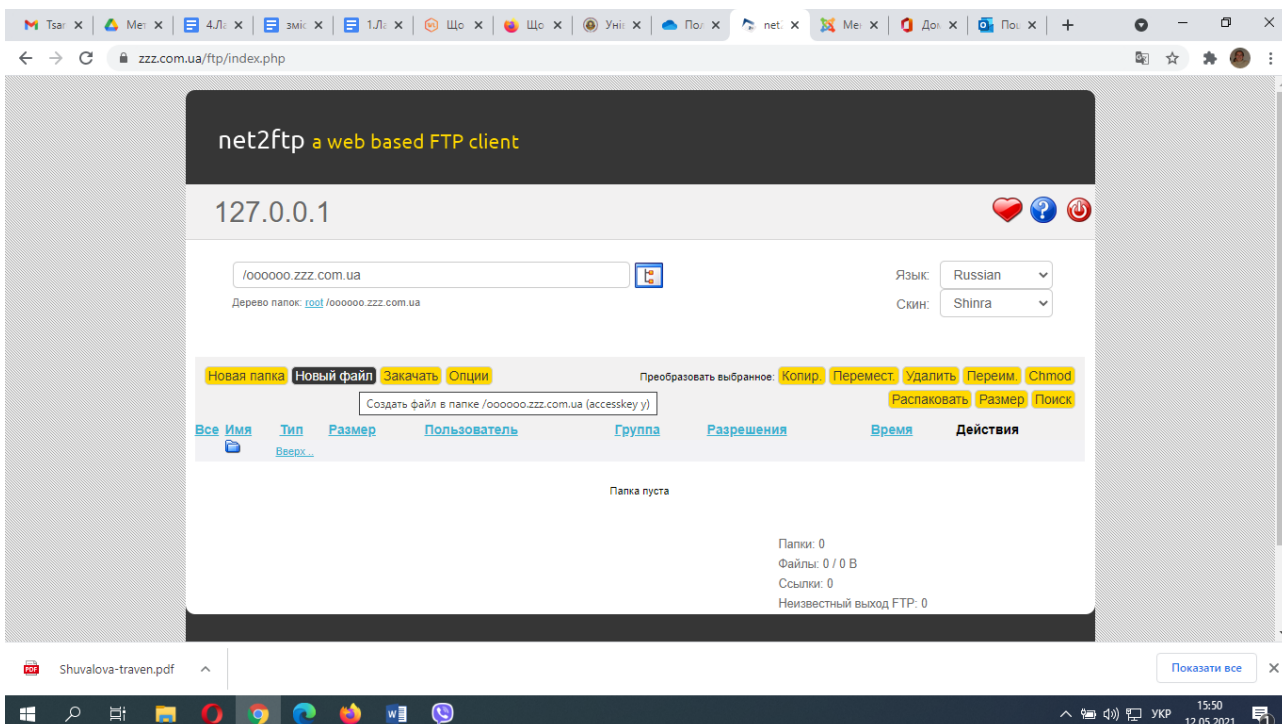 Tsar Мет 4.Ла зміс 1.Ла Що Що Уніє Пол net. Мен Дом Пош
zzz.com.ua/ftp/index.php
net2ftp a web based FTP client
127.0.0.1
/oooooo.zzz.com.ua
Язык: Russian
Дерево папок: root /oooooo.zzz.com.ua
Скин: Shinra
Новая папка Новый файл Закачать Опции Преобразовать выбранное: Копир. Перемест. Удалить Переим. Chmod
Распаковать Размер Поиск
Создать файл в папке /oooooo.zzz.com.ua (accesskey y)
Все Имя Тип Размер Пользователь Группа Разрешения Время Действия
Вверх ..
Папка пуста
Папки: 0
Файлы: 0 / 0 B
Ссылки: 0
Неизвестный выход FTP: 0
PDF Shuvalova-traven.pdf Показати все
УКР 15:50
12.05.2021